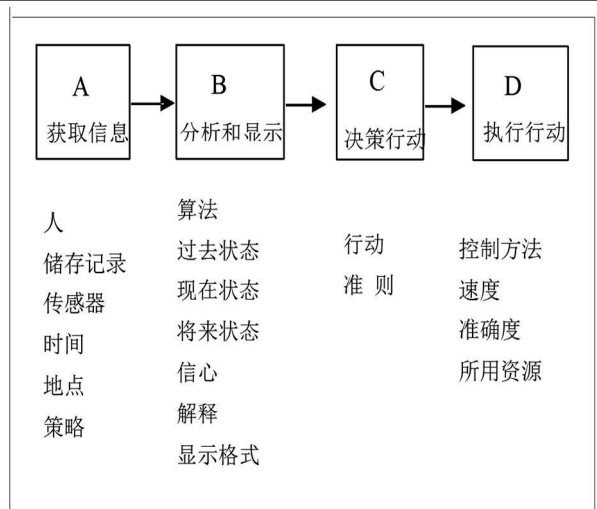 A
获取信息
B
分析和显示
C
决策行动
D
执行行动
人
储存记录
传感器
时间
地点
策略
算法
过去状态
现在状态
将来状态
信心
解释
显示格式
行动
准 则
控制方法
速度
准确度
所用资源